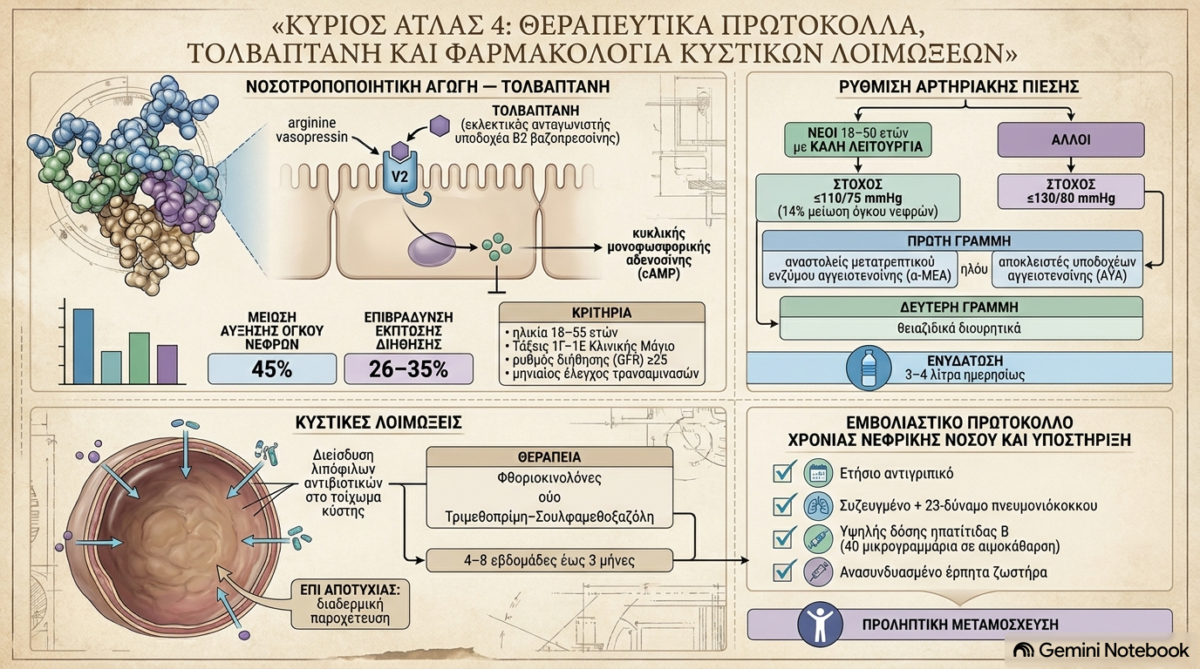 «ΚΥΡΙΟΣ ΑΤΛΑΣ 4: ΘΕΡΑΠΕΥΤΙΚΑ ΠΡΩΤΟΚΟΛΛΑ,
ΤΟΛΒΑΠΤΑΝΗ ΚΑΙ ΦΑΡΜΑΚΟΛΟΓΙΑ ΚΥΣΤΙΚΩΝ ΛΟΙΜΩΞΕΩΝ»
ΝΟΣΟΤΡΟΠΠΟΙΗΤΙΚΗ ΑΓΩΓΗ — ΤΟΛΒΑΠΤΑΝΗ
arginine
vasopressin
ΤΟΛΒΑΠΤΑΝΗ
(εκλεκτικὰς ανταγωνιστής
υποδοχέα Β2 βαζοπρεσοίνης)
V2
κυκλικής
μονοφωσφορικής
αδενοσίνης
(cAMP)
ΜΕΙΩΣΗ
ΑΥΞΗΣΗΣ ΟΓΚΟΥ
ΝΕΦΡΩΝ
45%
ΕΠΙΒΡΑΔΥΝΣΗ
ΕΚΠΤΩΣΗΣ
ΔΙΗΘΗΣΗΣ
26–35%
ΚΡΙΤΗΡΙΑ
• ηλικία 18–55 ετών
• Τάξsις 1Γ–1Ε Κλινικής Μάγιο
• ρυθμός διήθησης (GFR) ≥25
• μηνιαίος έλεγχος τρανσαμινασών
ΡΥΘΜΙΣΗ ΑΡΤΗΡΙΑΚΗΣ ΠΙΕΣΗΣ
ΝΕΟΙ 18–50 ετών
με ΚΑΛΗ ΛΕΙΤΟΥΡΓΙΑ
ΑΛΛΟΙ
ΣΤΟΧΟΣ
≤110/75 mmHg
(14% μείωση όγκου νεφρών)
ΣΤΟΧΟΣ
≤130/80 mmHg
ΠΡΩΤΗ ΓΡΑΜΜΗ
αναστολείς μετατρεπτικού
ενζύμου αγγειοτενσίνης (α-ΜΕΑ)
ηλόυ
αποκλειστές υποδοχέων
αγγειοτενσίνης (ΑΥΑ)
ΔΕΥΤΕΡΗ ΓΡΑΜΜΗ
θειαζιδικά διουρητικά
ΕΝΥΔΑΤΩΣΗ
3–4 λίτρα ημερησίως
ΚΥΣΤΙΚΕΣ ΛΟΙΜΩΞΕΙΣ
Διείσδυση
λιπόφιλων
αντιβιοτικών
στο τοίχωμα
κύστης
ΘΕΡΑΠΕΙΑ
Φθοριοκινολόνες
ούο
Τριμεθοπρίμη–Σουλφαμεθοξαζόλη
4–8 εβδομάδες έως 3 μήνες
ΕΠΙ ΑΠΟΤΥΧΙΑΣ:
διαδερμική
παροχετευση
ΕΜΒΟΛΙΑΣΤΙΚΟ ΠΡΩΤΟΚΟΛΛΟ
ΧΡΟΝΙΑΣ ΝΕΦΡΙΚΗΣ ΝΟΣΟΥ ΚΑΙ ΥΠΟΣΤΗΡΙΞΗ
Ετήσιο αντιγριπικό
Συζευγμένο + 23-δύναμο πνευμονιόκοκκου
Υψηλής δόσης ηπατίτιδας Β
(40 μικρογραμμάρια σε αιμοκάθαρση)
Ανασυνδυασμένο έρπητα ζωστήρα
ΠΡΟΛΗΠΤΙΚΗ ΜΕΤΑΜΟΣΧΕΥΣΗ
Gemini Notebook